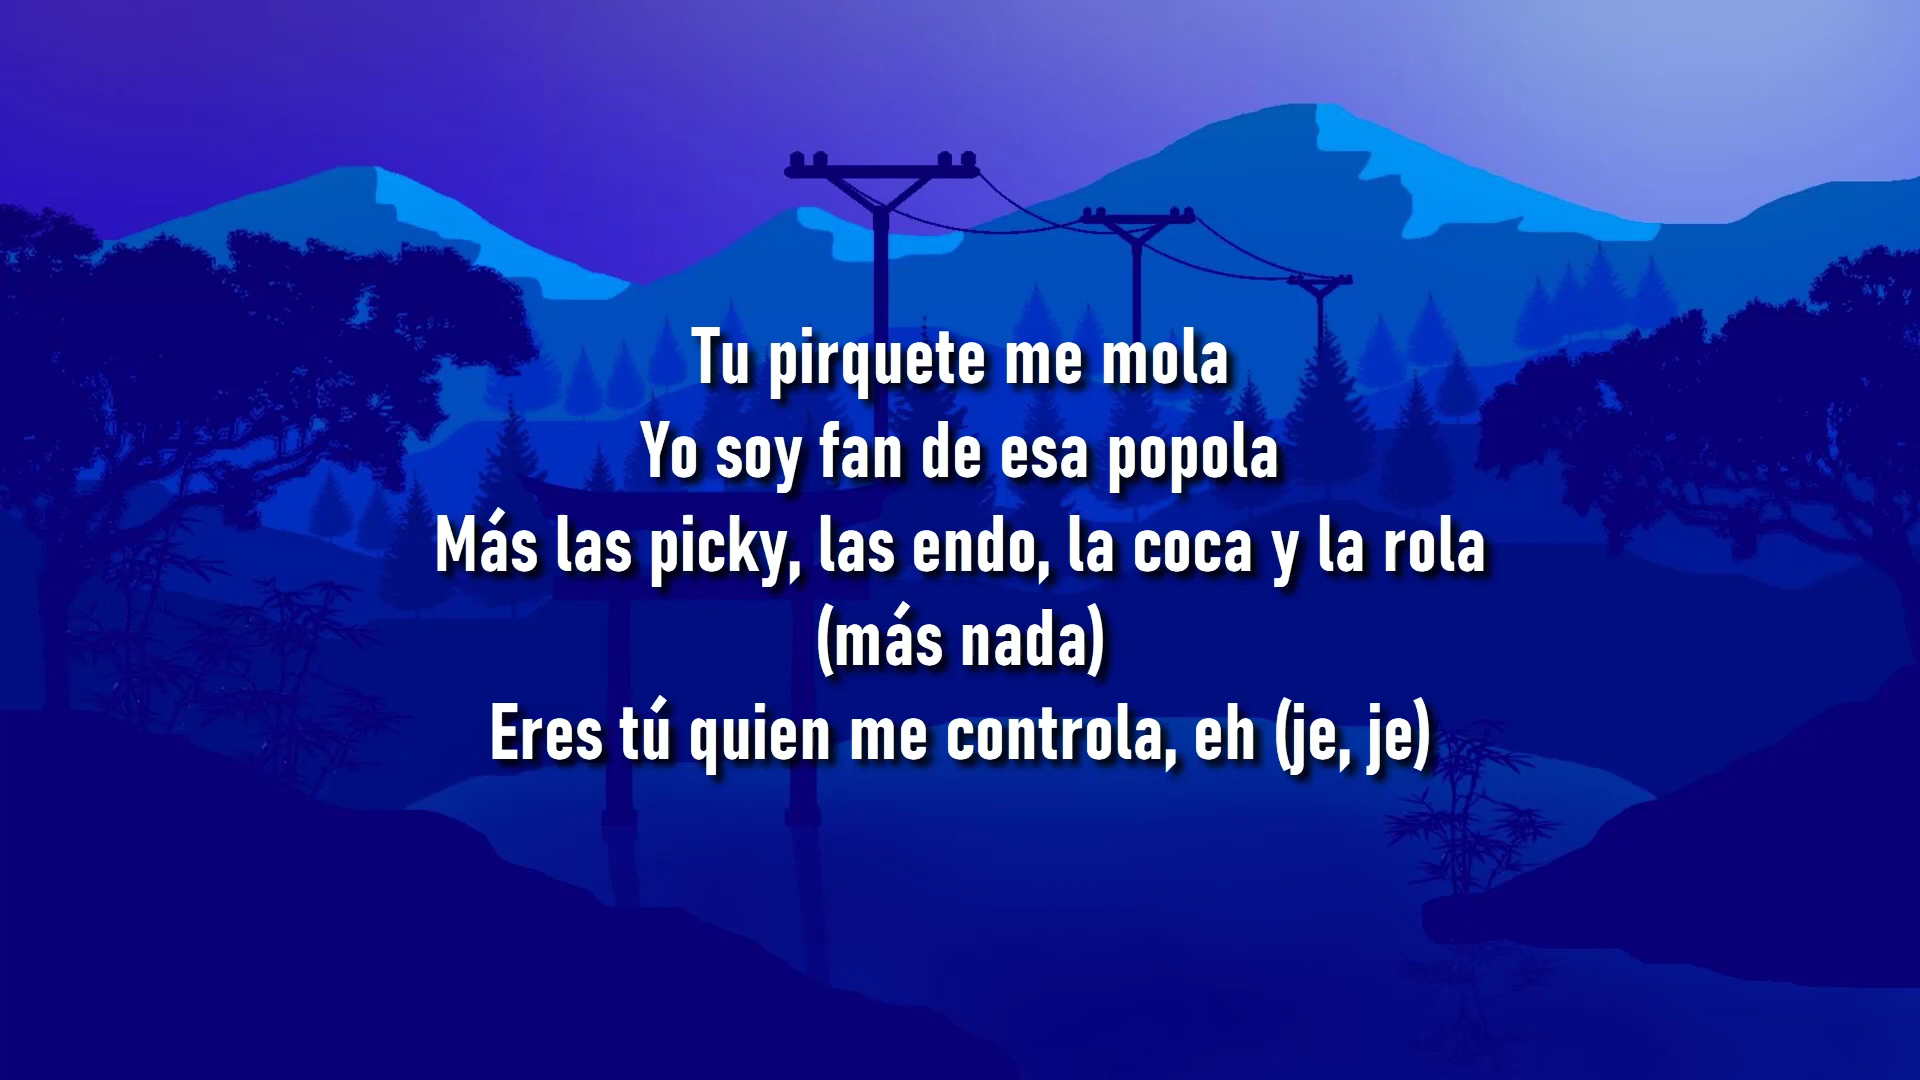 Tu pirquete me mola
Yo soy fan de esa popola
Más las picky, las endo, la coca y la rola
(más nada)
Eres tú quien me controla, eh (je, je)